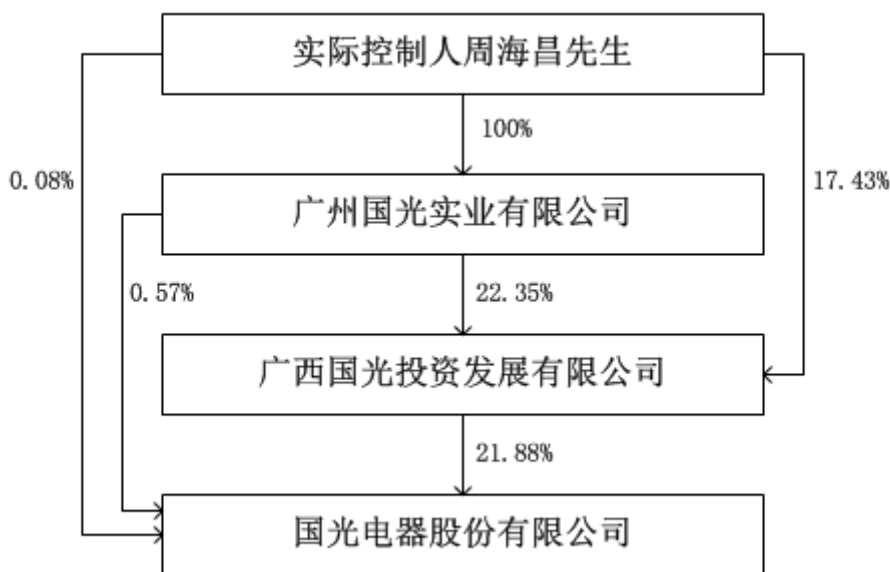 实际控制人周海昌先生
100%
0.08%
17.43%
广州国光实业有限公司
0.57%
22.35%
广西国光投资发展有限公司
21.88%
国光电器股份有限公司